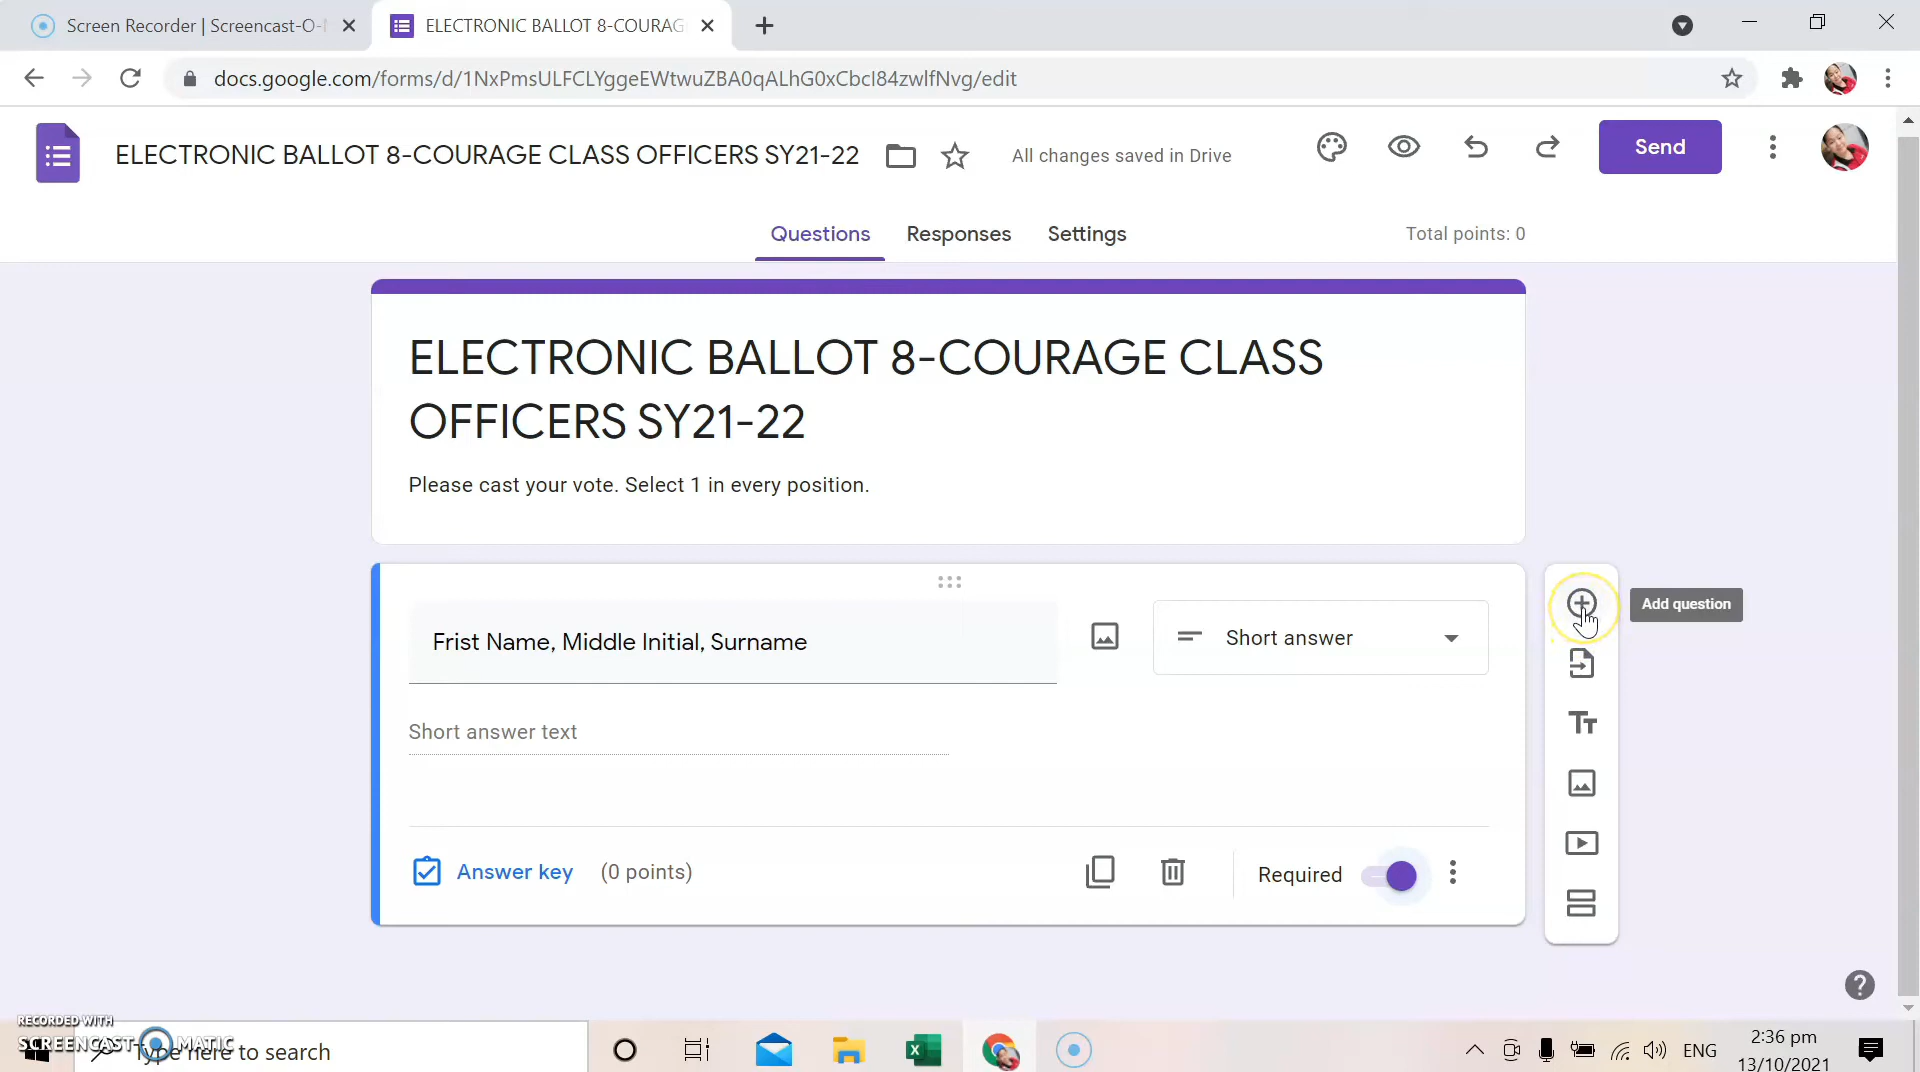 Screen Recorder | Screencast-O-
ELECTRONIC BALLOT 8-COURAG
docs.google.com/forms/d/1NxPmsULFCLYggeEWtwuZBA0qALhG0xCbcI84zwlfNvg/edit
ELECTRONIC BALLOT 8-COURAGE CLASS OFFICERS SY21-22
All changes saved in Drive
Send
Questions
Responses
Settings
Total points: 0
ELECTRONIC BALLOT 8-COURAGE CLASS
OFFICERS SY21-22
Please cast your vote. Select 1 in every position.
Add question
Frist Name, Middle Initial, Surname
Short answer
Short answer text
Answer key
(0 points)
Required
RECORDED WITH
SCREENCAST-O-MATIC
Type here to search
ENG
2:36 pm
13/10/2021